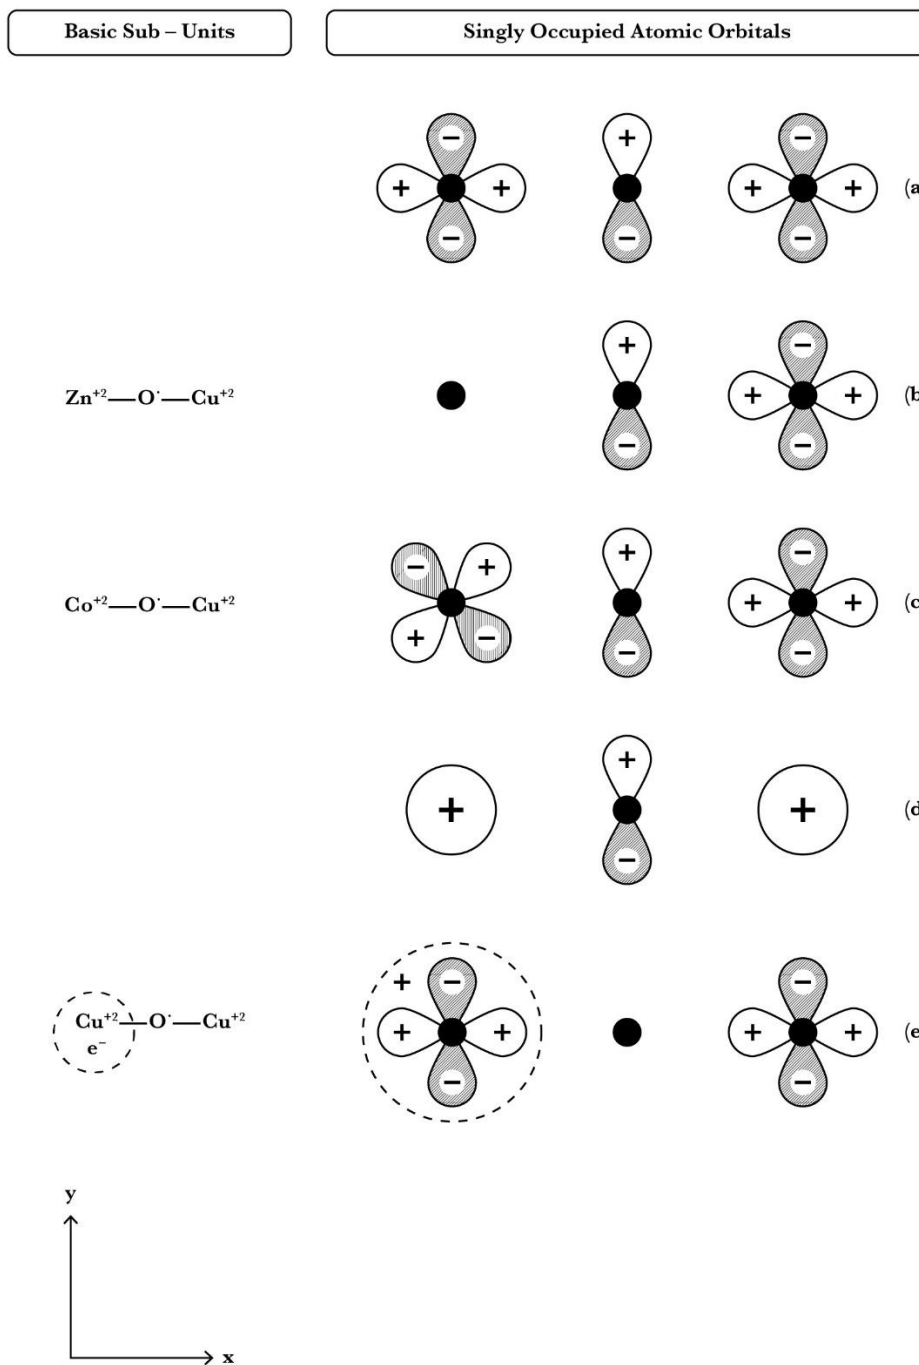 Basic Sub – Units
Singly Occupied Atomic Orbitals
− + + − + − − + + − (a
Zn⁺²—O·—Cu⁺² + − − + + − (b
Co⁺²—O·—Cu⁺² − + + − + − − + + − (c
+ + − + (d
Cu⁺²—O·—Cu⁺² + − + + − − + + − (e
e⁻
y
x